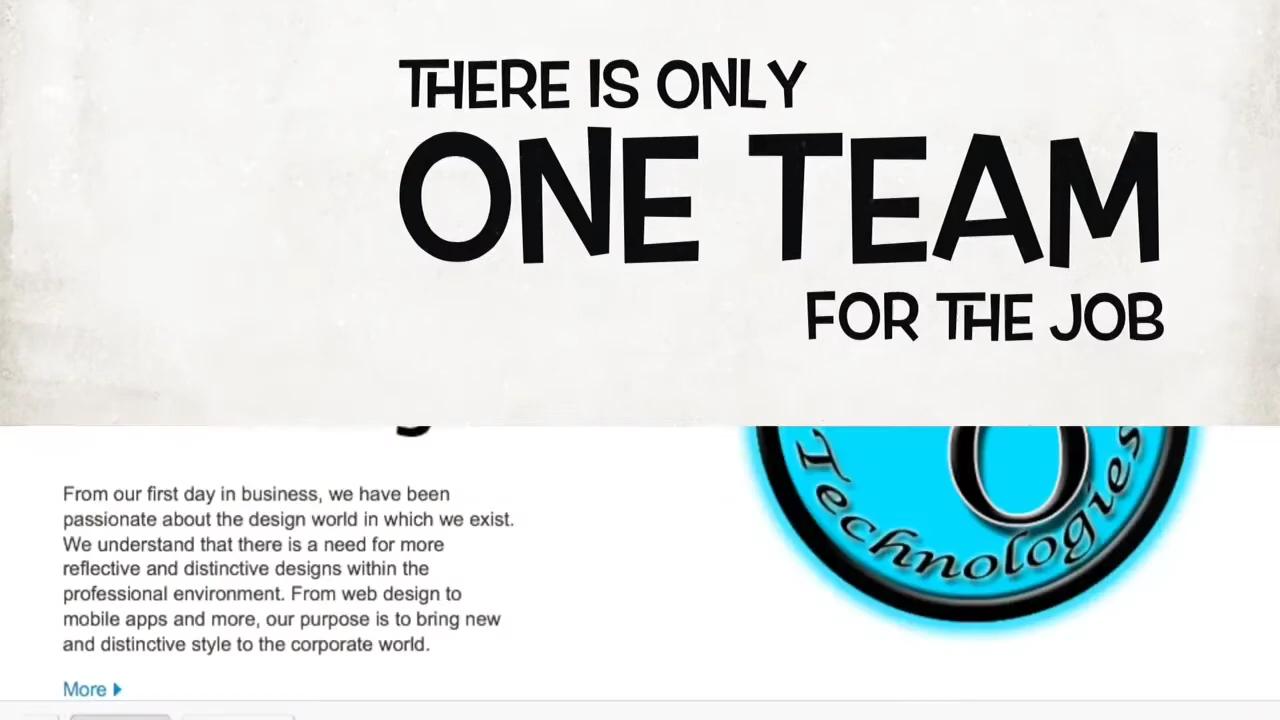 THERE IS ONLY
ONE TEAM
FOR THE JOB
From our first day in business, we have been
passionate about the design world in which we exist.
We understand that there is a need for more
reflective and distinctive designs within the
professional environment. From web design to
mobile apps and more, our purpose is to bring new
and distinctive style to the corporate world.
More
Technologies